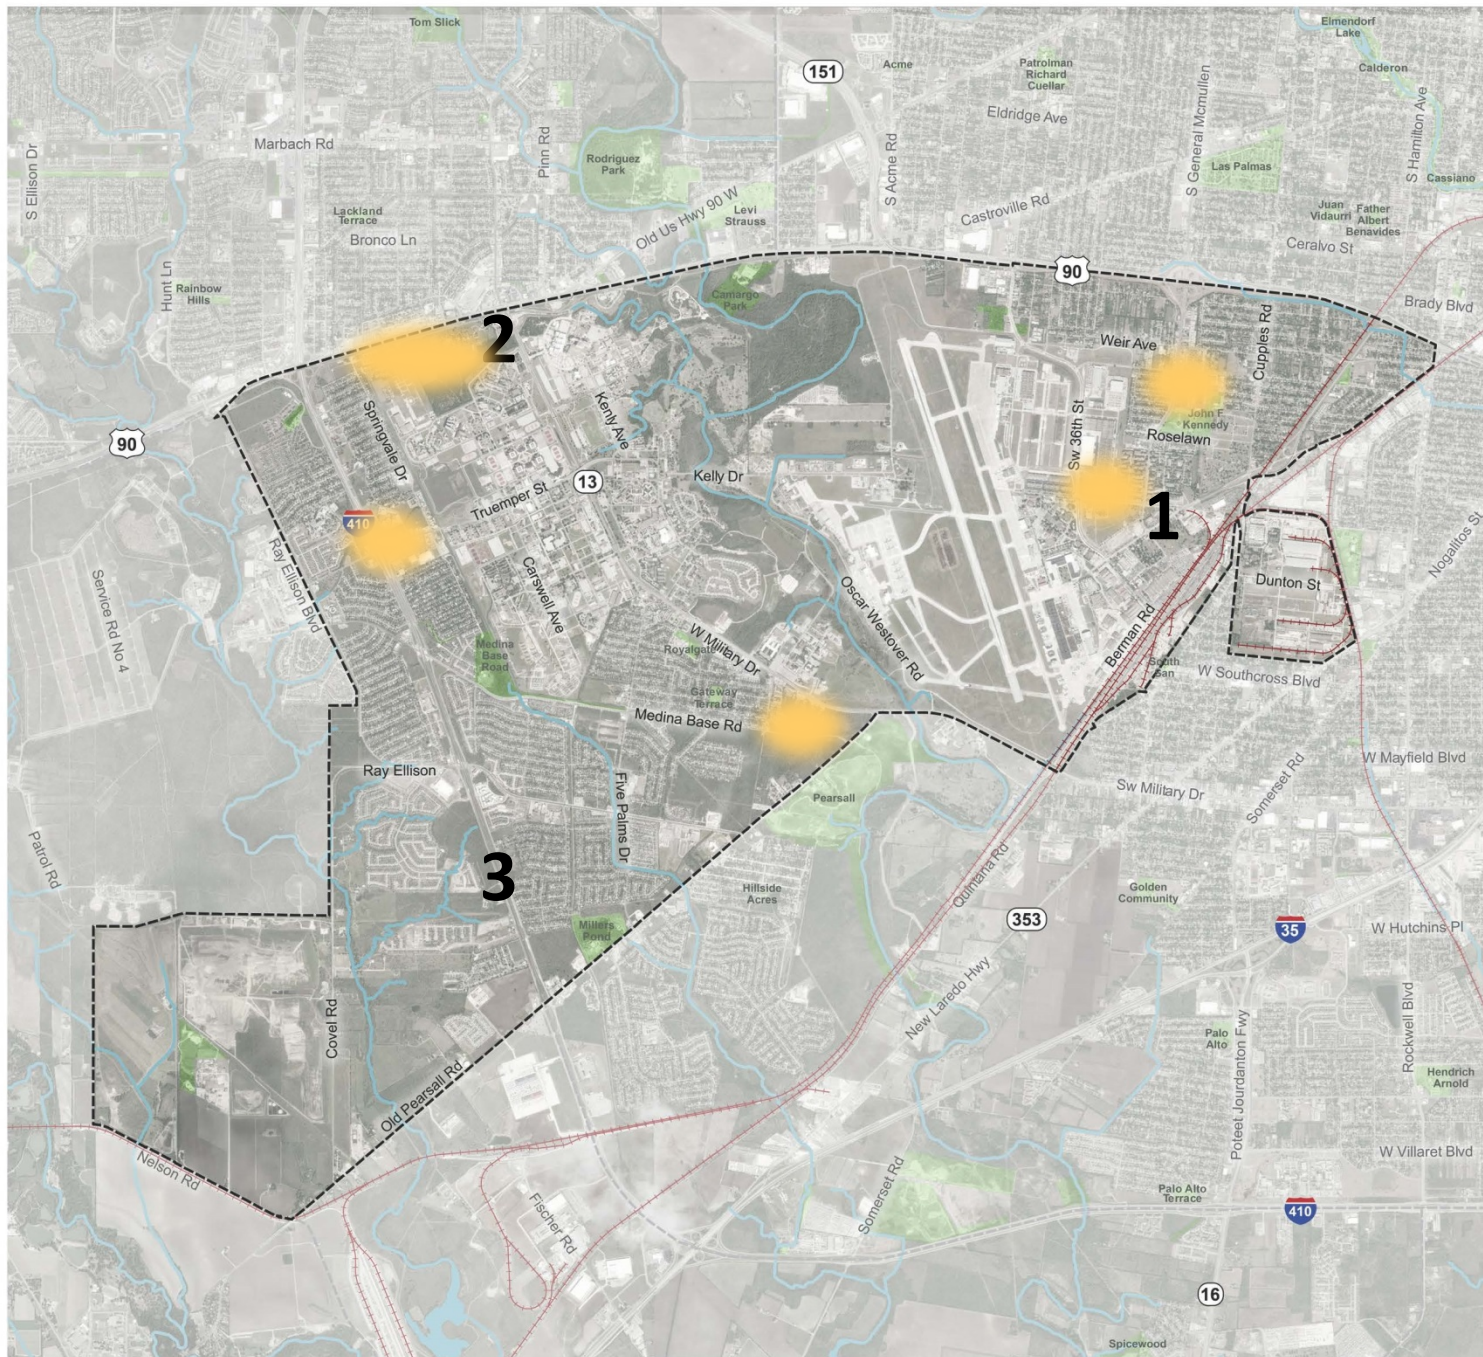 Tom Slick
Elmendorf
Lake
Acme
Patrolman
Richard
Cuellar
151
Calderon
Eldridge Ave
S General Mcmullen
S Hamilton Ave
Marbach Rd
Pinn Rd
S Ellison Dr
Rodriguez
Park
S Acme Rd
Las Palmas
Cassiano
Levi
Strauss
Old Us Hwy 90 W
Castroville Rd
Juan
Vidaurri
Father
Albert
Benavides
Lackland
Terrace
Bronco Ln
Ceralvo St
Hunt Ln
Rainbow
Hills
90
Camargo
Park
Brady Blvd
Cupples Rd
2
Weir Ave
Springvale Dr
Kenly Ave
Sw 36th St
John F
Kennedy
Roselawn
90
13
Kelly Dr
Truemper St
410
1
Nogalitos St
Ray Ellison Blvd
Service Rd No 4
Carswell Ave
Oscar Westover Rd
Dunton St
Berman Rd
W Military Dr
Royalgate
Medina
Base
Road
South
San
W Southcross Blvd
Gateway
Terrace
Medina Base Rd
Ray Ellison
Five Palms Dr
Pearsall
Sw Military Dr
Somerset Rd
W Mayfield Blvd
Patrol Rd
3
Quintana Rd
Hillside
Acres
Golden
Community
353
35
Millers
Pond
W Hutchins Pl
New Laredo Hwy
Covel Rd
Palo
Alto
Poteet Jourdanton Fwy
Rockwell Blvd
Hendrich
Arnold
Old Pearsall Rd
Nelson Rd
W Villaret Blvd
Fischer Rd
Somerset Rd
Palo Alto
Terrace
410
16
Spicewood